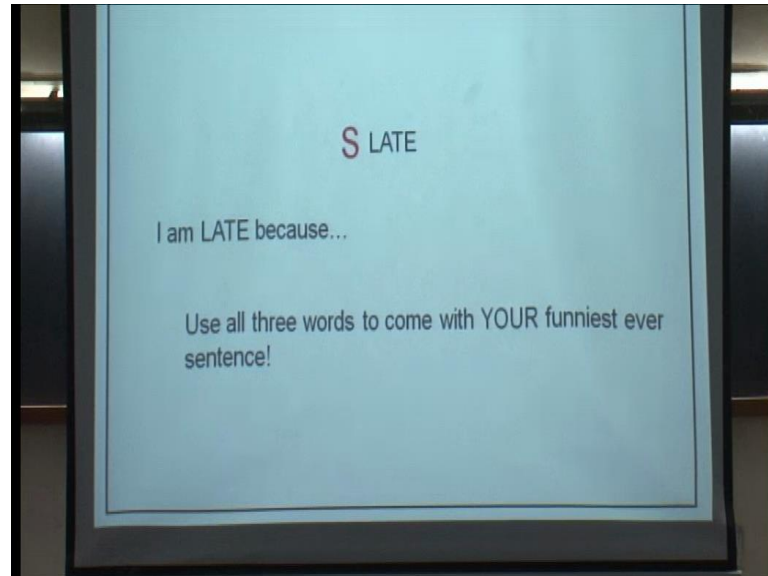 S LATE
I am LATE because...
Use all three words to come with YOUR funniest ever
sentence!